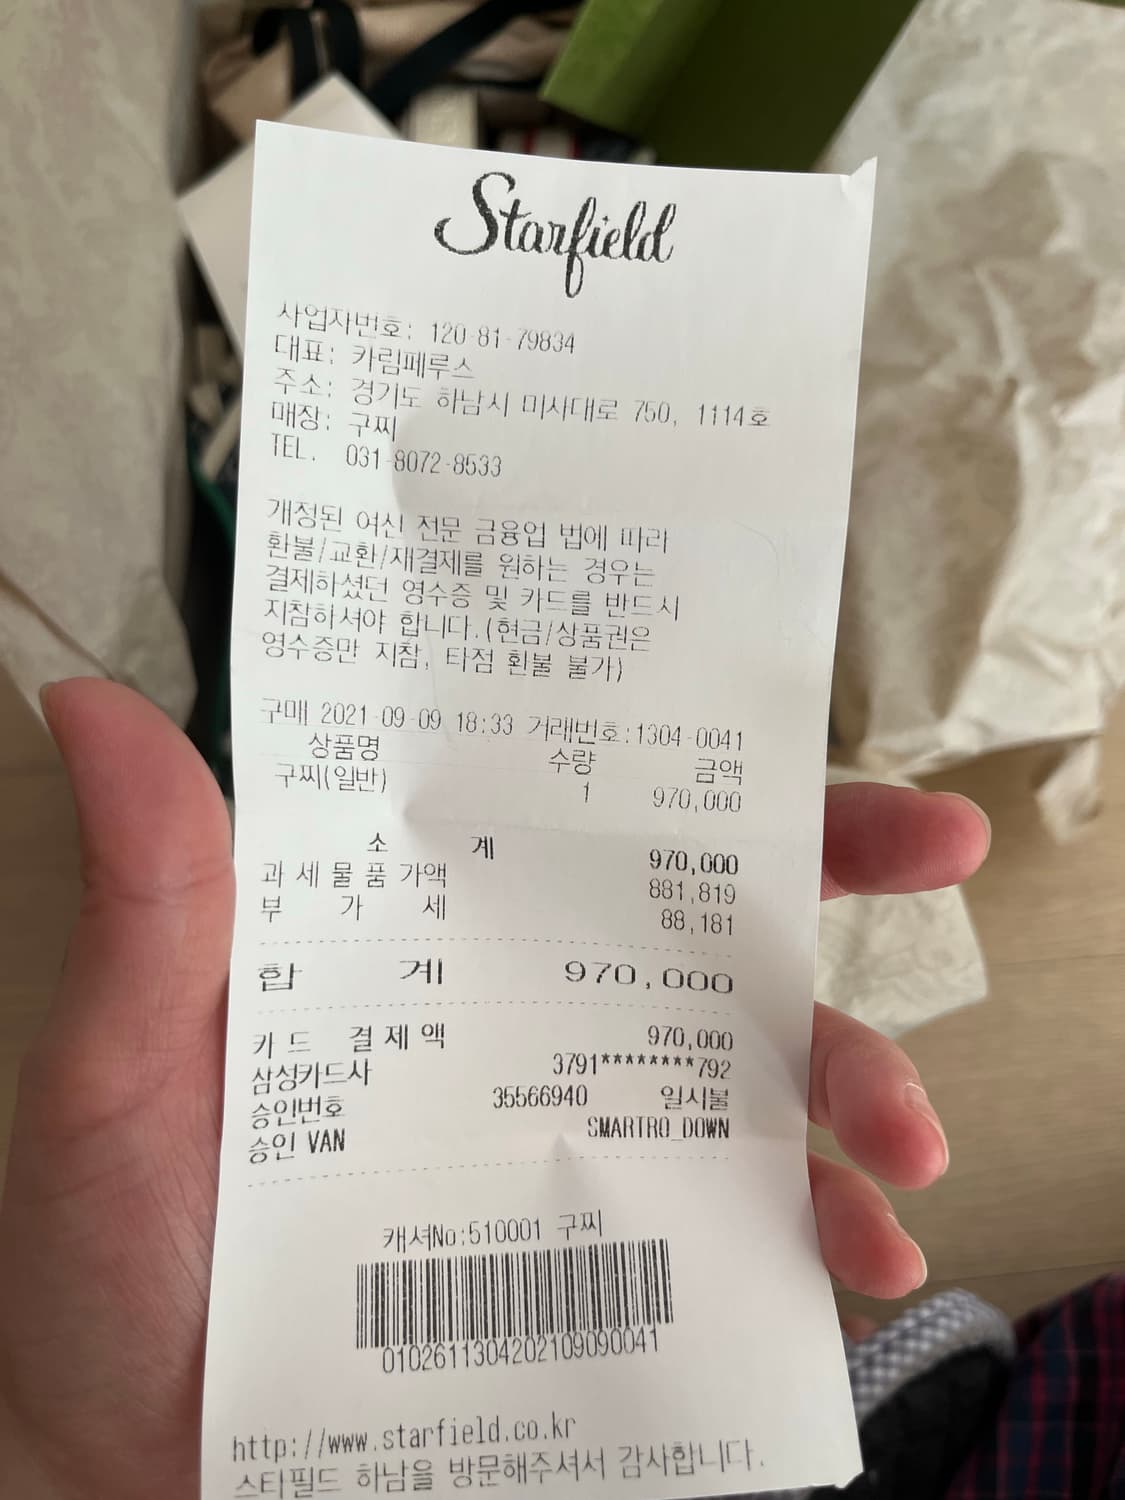 Starfield
사업자번호: 120-81-79834
대표: 카림페루스
주소: 경기도 하남시 미사대로 750, 1114호
매장: 구찌
TEL. 031-8072-8533
개정된 여신 전문 금융업 법에 따라
환불/교환/재결제를 원하는 경우는
결제하셨던 영수증 및 카드를 반드시
지참하셔야 합니다.(현금/상품권은
영수증만 지참, 타점 환불 불가)
구매 2021-09-09 18:33 거래번호:1304-0041
상품명 수량 금액
구찌(일반) 1 970,000
소 계 970,000
과 세 물 품 가액 881,819
부 가 세 88,181
합 계 970,000
카 드 결 제 액 970,000
삼성카드사 3791********792
승인번호 35566940 일시불
승인 VAN SMARTRO_DOWN
캐셔No:510001 구찌
0102611304202109090041
http://www.starfield.co.kr
스타필드 하남을 방문해주셔서 감사합니다.